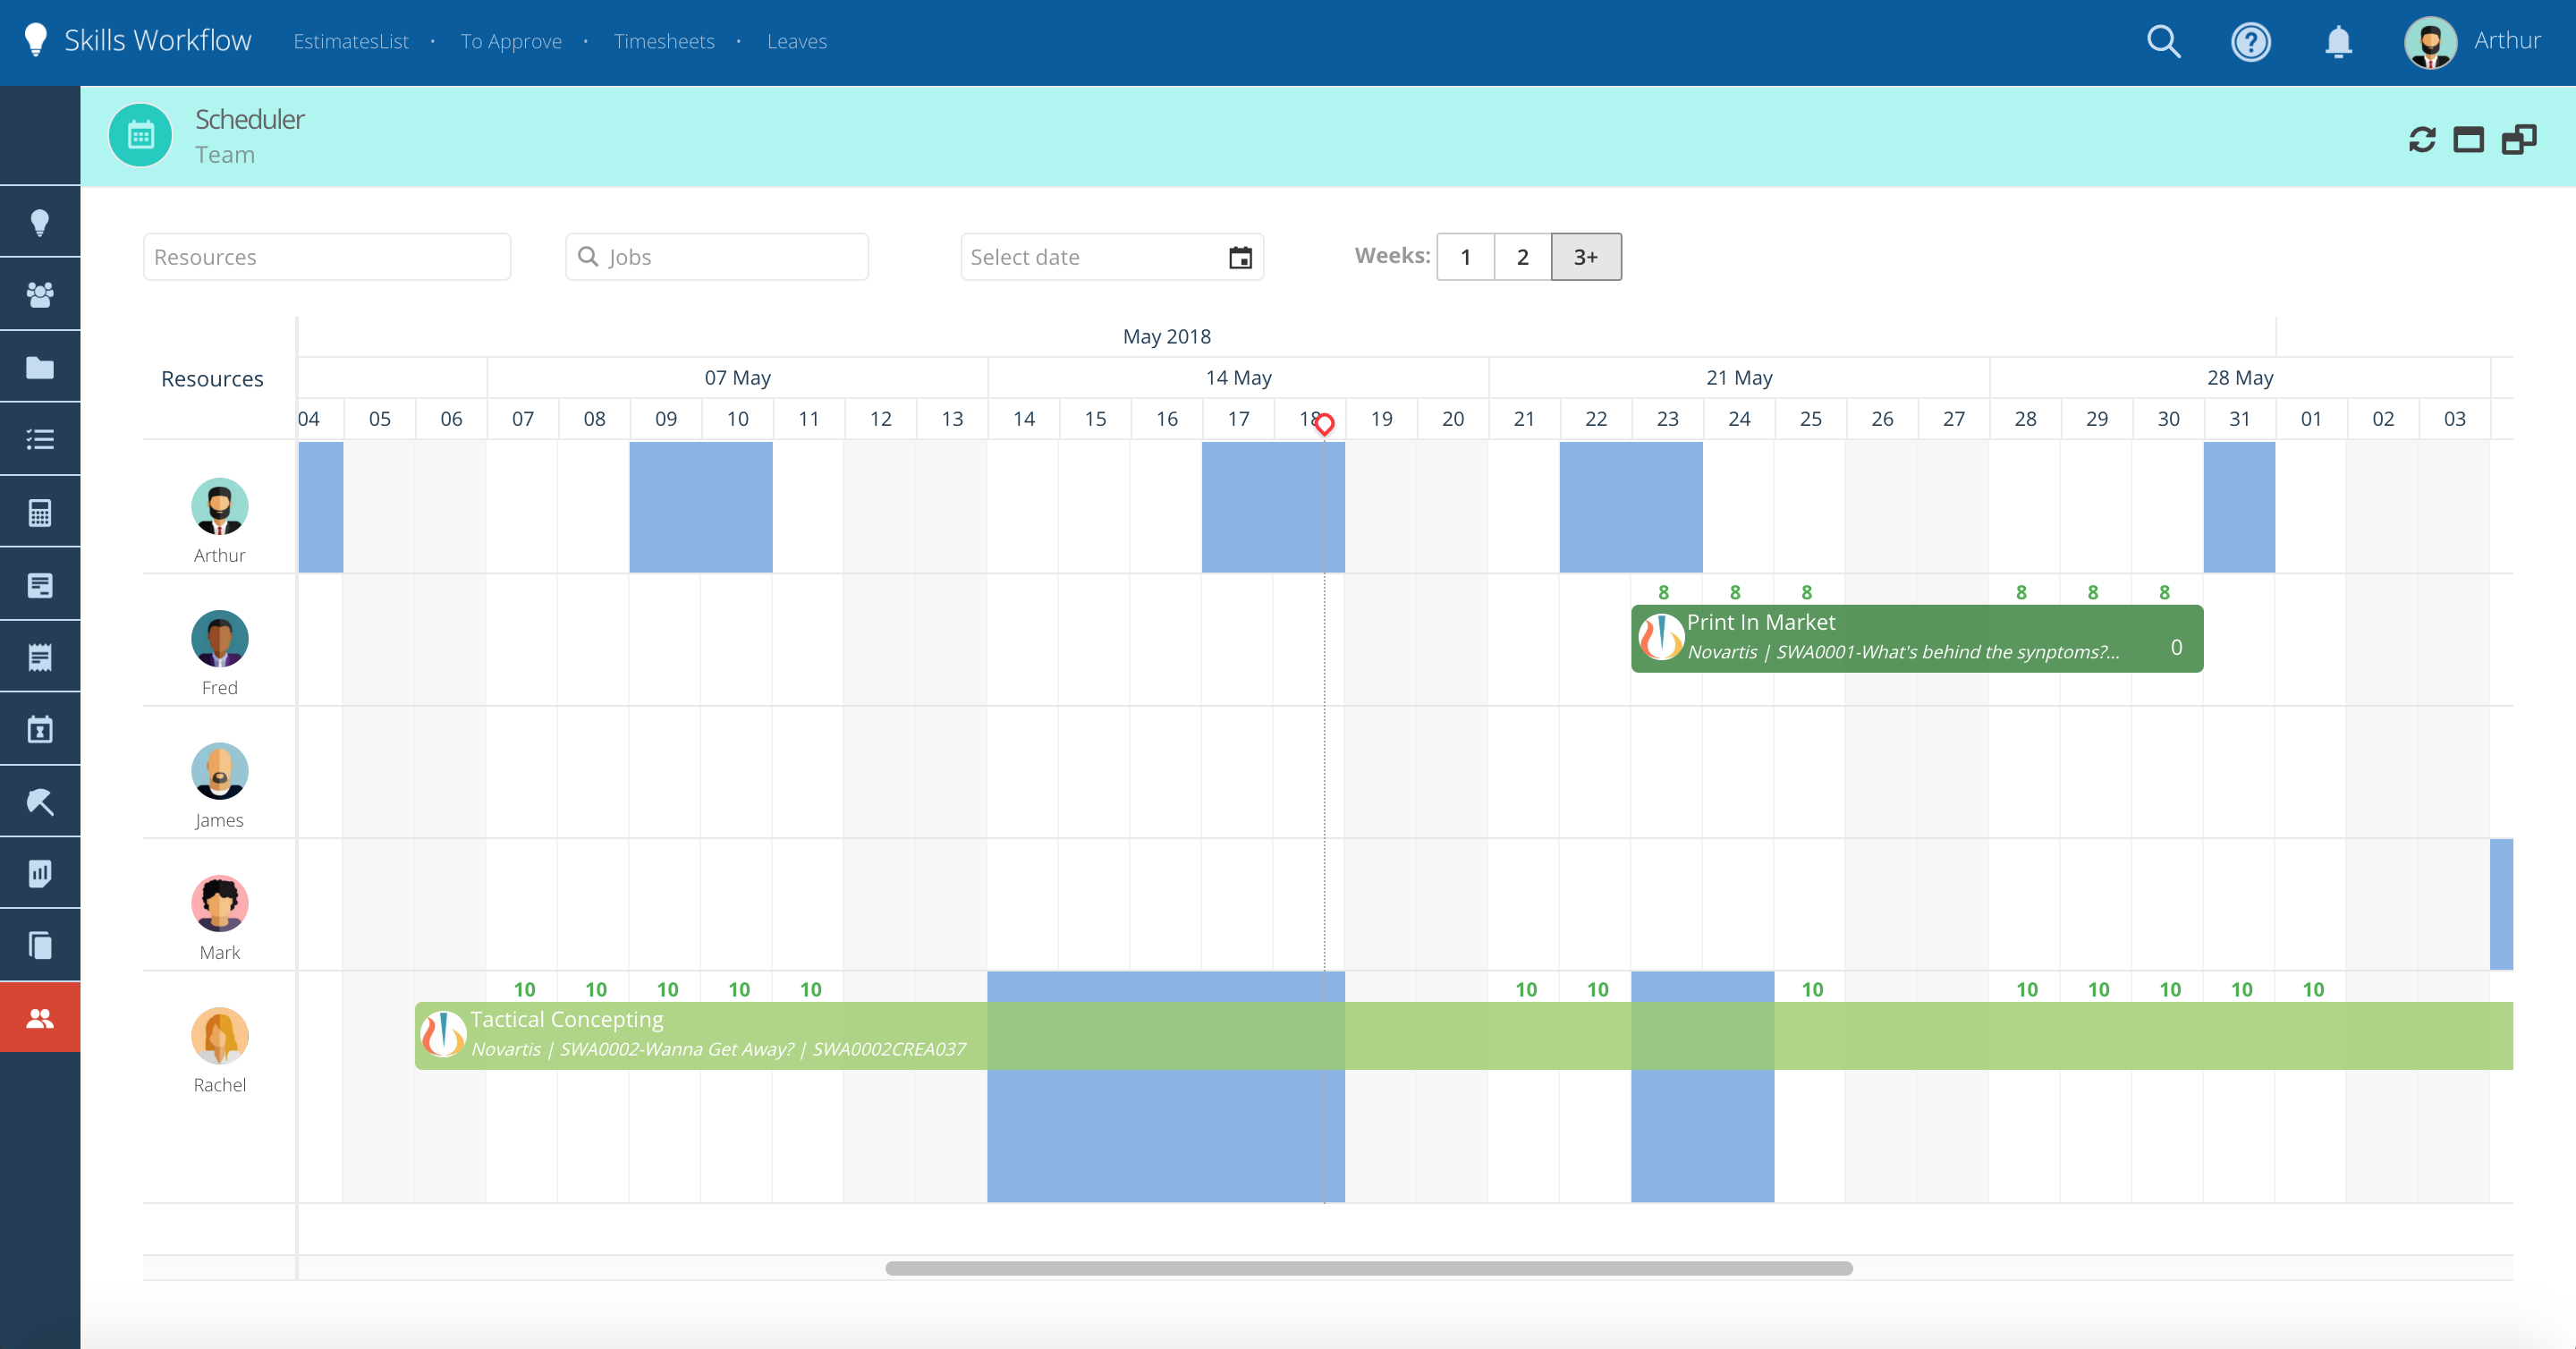 Skills Workflow EstimatesList · To Approve · Timesheets · Leaves Arthur
Scheduler
Team
Resources Jobs Select date Weeks: 1 2 3+
May 2018
Resources
07 May 14 May 21 May 28 May
04 05 06 07 08 09 10 11 12 13 14 15 16 17 18 19 20 21 22 23 24 25 26 27 28 29 30 31 01 02 03
Arthur
8 8 8 8 8 8
Print In Market
Novartis | SWA0001-What's behind the synptoms?... 0
Fred
James
Mark
10 10 10 10 10 10 10 10 10 10 10 10 10
Tactical Concepting
Novartis | SWA0002-Wanna Get Away? | SWA0002CREA037
Rachel